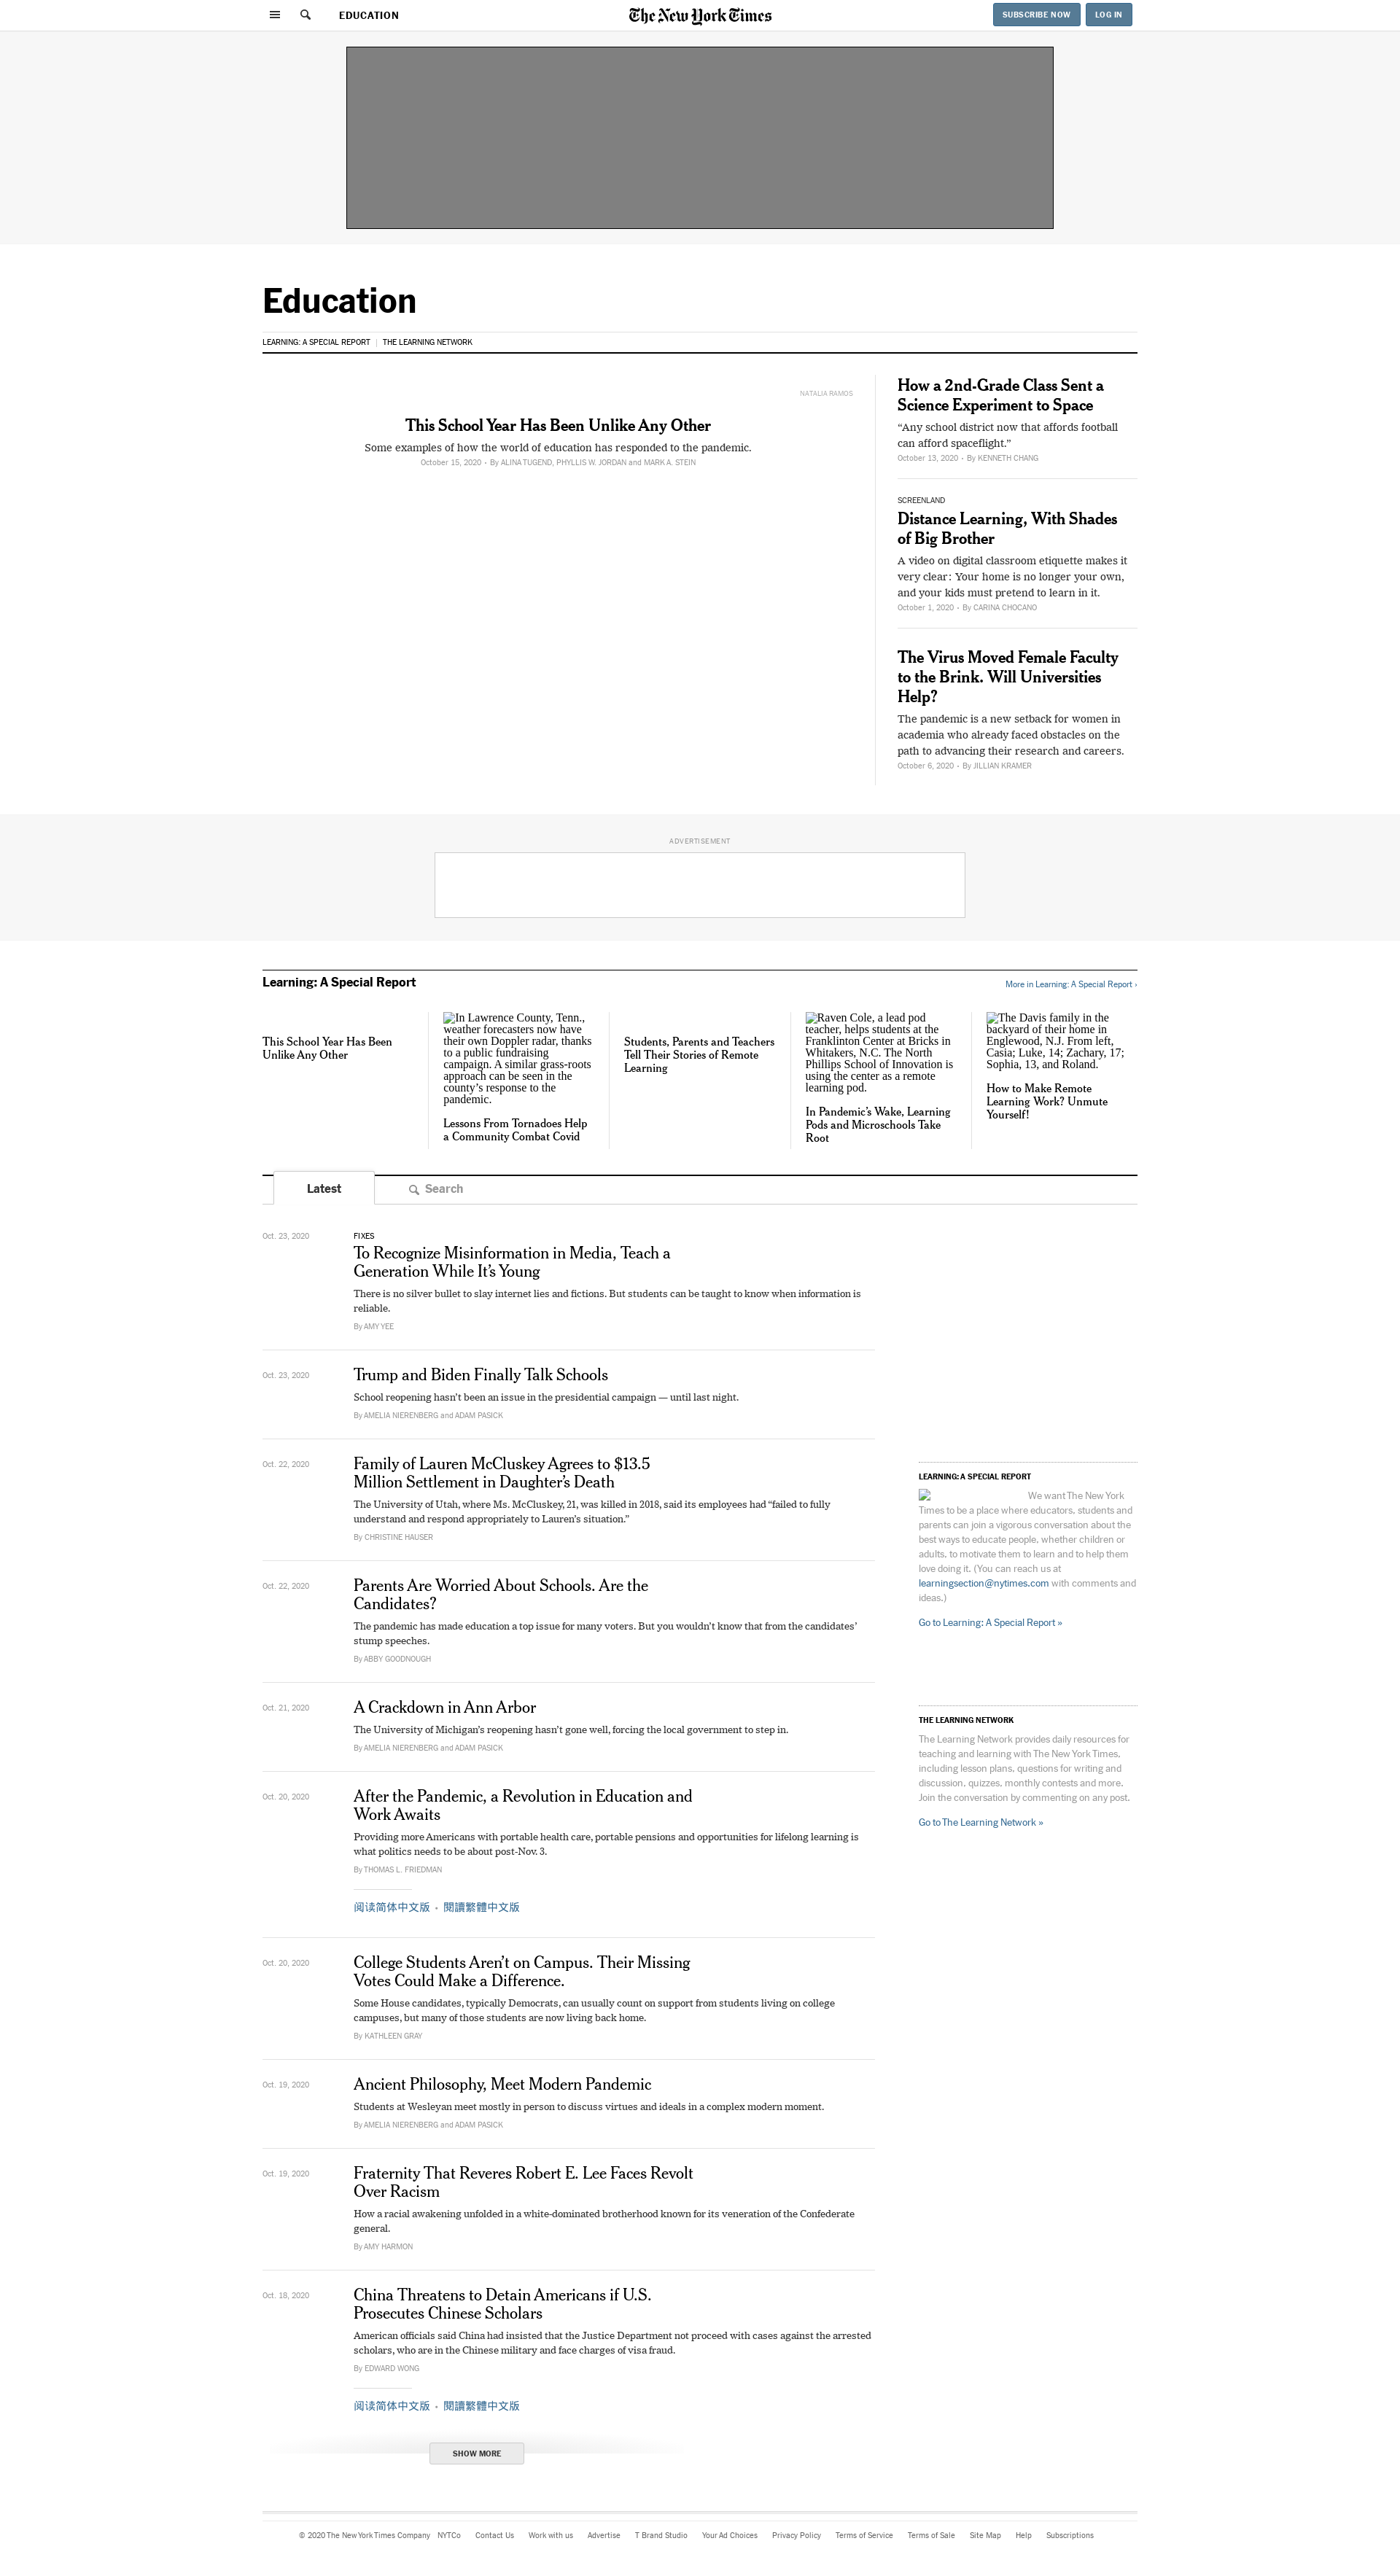 EDUCATION
The New York Times
SUBSCRIBE NOW
LOG IN
Education
LEARNING: A SPECIAL REPORT
THE LEARNING NETWORK
NATALIA RAMOS
This School Year Has Been Unlike Any Other
Some examples of how the world of education has responded to the pandemic.
October 15, 2020 • By ALINA TUGEND, PHYLLIS W. JORDAN and MARK A. STEIN
How a 2nd-Grade Class Sent a
Science Experiment to Space
“Any school district now that affords football
can afford spaceflight.”
October 13, 2020 • By KENNETH CHANG
SCREENLAND
Distance Learning, With Shades
of Big Brother
A video on digital classroom etiquette makes it
very clear: Your home is no longer your own,
and your kids must pretend to learn in it.
October 1, 2020 • By CARINA CHOCANO
The Virus Moved Female Faculty
to the Brink. Will Universities
Help?
The pandemic is a new setback for women in
academia who already faced obstacles on the
path to advancing their research and careers.
October 6, 2020 • By JILLIAN KRAMER
ADVERTISEMENT
Learning: A Special Report
More in Learning: A Special Report ›
This School Year Has Been
Unlike Any Other
In Lawrence County, Tenn.,
weather forecasters now have
their own Doppler radar, thanks
to a public fundraising
campaign. A similar grass-roots
approach can be seen in the
county’s response to the
pandemic.
Lessons From Tornadoes Help
a Community Combat Covid
Students, Parents and Teachers
Tell Their Stories of Remote
Learning
Raven Cole, a lead pod
teacher, helps students at the
Franklinton Center at Bricks in
Whitakers, N.C. The North
Phillips School of Innovation is
using the center as a remote
learning pod.
In Pandemic’s Wake, Learning
Pods and Microschools Take
Root
The Davis family in the
backyard of their home in
Englewood, N.J. From left,
Casia; Luke, 14; Zachary, 17;
Sophia, 13, and Roland.
How to Make Remote
Learning Work? Unmute
Yourself!
Latest
Search
Oct. 23, 2020
FIXES
To Recognize Misinformation in Media, Teach a
Generation While It’s Young
There is no silver bullet to slay internet lies and fictions. But students can be taught to know when information is
reliable.
By AMY YEE
Oct. 23, 2020
Trump and Biden Finally Talk Schools
School reopening hasn’t been an issue in the presidential campaign — until last night.
By AMELIA NIERENBERG and ADAM PASICK
Oct. 22, 2020
Family of Lauren McCluskey Agrees to $13.5
Million Settlement in Daughter’s Death
The University of Utah, where Ms. McCluskey, 21, was killed in 2018, said its employees had “failed to fully
understand and respond appropriately to Lauren’s situation.”
By CHRISTINE HAUSER
Oct. 22, 2020
Parents Are Worried About Schools. Are the
Candidates?
The pandemic has made education a top issue for many voters. But you wouldn’t know that from the candidates’
stump speeches.
By ABBY GOODNOUGH
Oct. 21, 2020
A Crackdown in Ann Arbor
The University of Michigan’s reopening hasn’t gone well, forcing the local government to step in.
By AMELIA NIERENBERG and ADAM PASICK
Oct. 20, 2020
After the Pandemic, a Revolution in Education and
Work Awaits
Providing more Americans with portable health care, portable pensions and opportunities for lifelong learning is
what politics needs to be about post-Nov. 3.
By THOMAS L. FRIEDMAN
阅读简体中文版 • 閱讀繁體中文版
Oct. 20, 2020
College Students Aren’t on Campus. Their Missing
Votes Could Make a Difference.
Some House candidates, typically Democrats, can usually count on support from students living on college
campuses, but many of those students are now living back home.
By KATHLEEN GRAY
Oct. 19, 2020
Ancient Philosophy, Meet Modern Pandemic
Students at Wesleyan meet mostly in person to discuss virtues and ideals in a complex modern moment.
By AMELIA NIERENBERG and ADAM PASICK
Oct. 19, 2020
Fraternity That Reveres Robert E. Lee Faces Revolt
Over Racism
How a racial awakening unfolded in a white-dominated brotherhood known for its veneration of the Confederate
general.
By AMY HARMON
Oct. 18, 2020
China Threatens to Detain Americans if U.S.
Prosecutes Chinese Scholars
American officials said China had insisted that the Justice Department not proceed with cases against the arrested
scholars, who are in the Chinese military and face charges of visa fraud.
By EDWARD WONG
阅读简体中文版 • 閱讀繁體中文版
SHOW MORE
LEARNING: A SPECIAL REPORT
We want The New York
Times to be a place where educators, students and
parents can join a vigorous conversation about the
best ways to educate people, whether children or
adults, to motivate them to learn and to help them
love doing it. (You can reach us at
learningsection@nytimes.com with comments and
ideas.)
Go to Learning: A Special Report »
THE LEARNING NETWORK
The Learning Network provides daily resources for
teaching and learning with The New York Times,
including lesson plans, questions for writing and
discussion, quizzes, monthly contests and more.
Join the conversation by commenting on any post.
Go to The Learning Network »
© 2020 The New York Times Company NYTCo Contact Us Work with us Advertise T Brand Studio Your Ad Choices Privacy Policy Terms of Service Terms of Sale Site Map Help Subscriptions